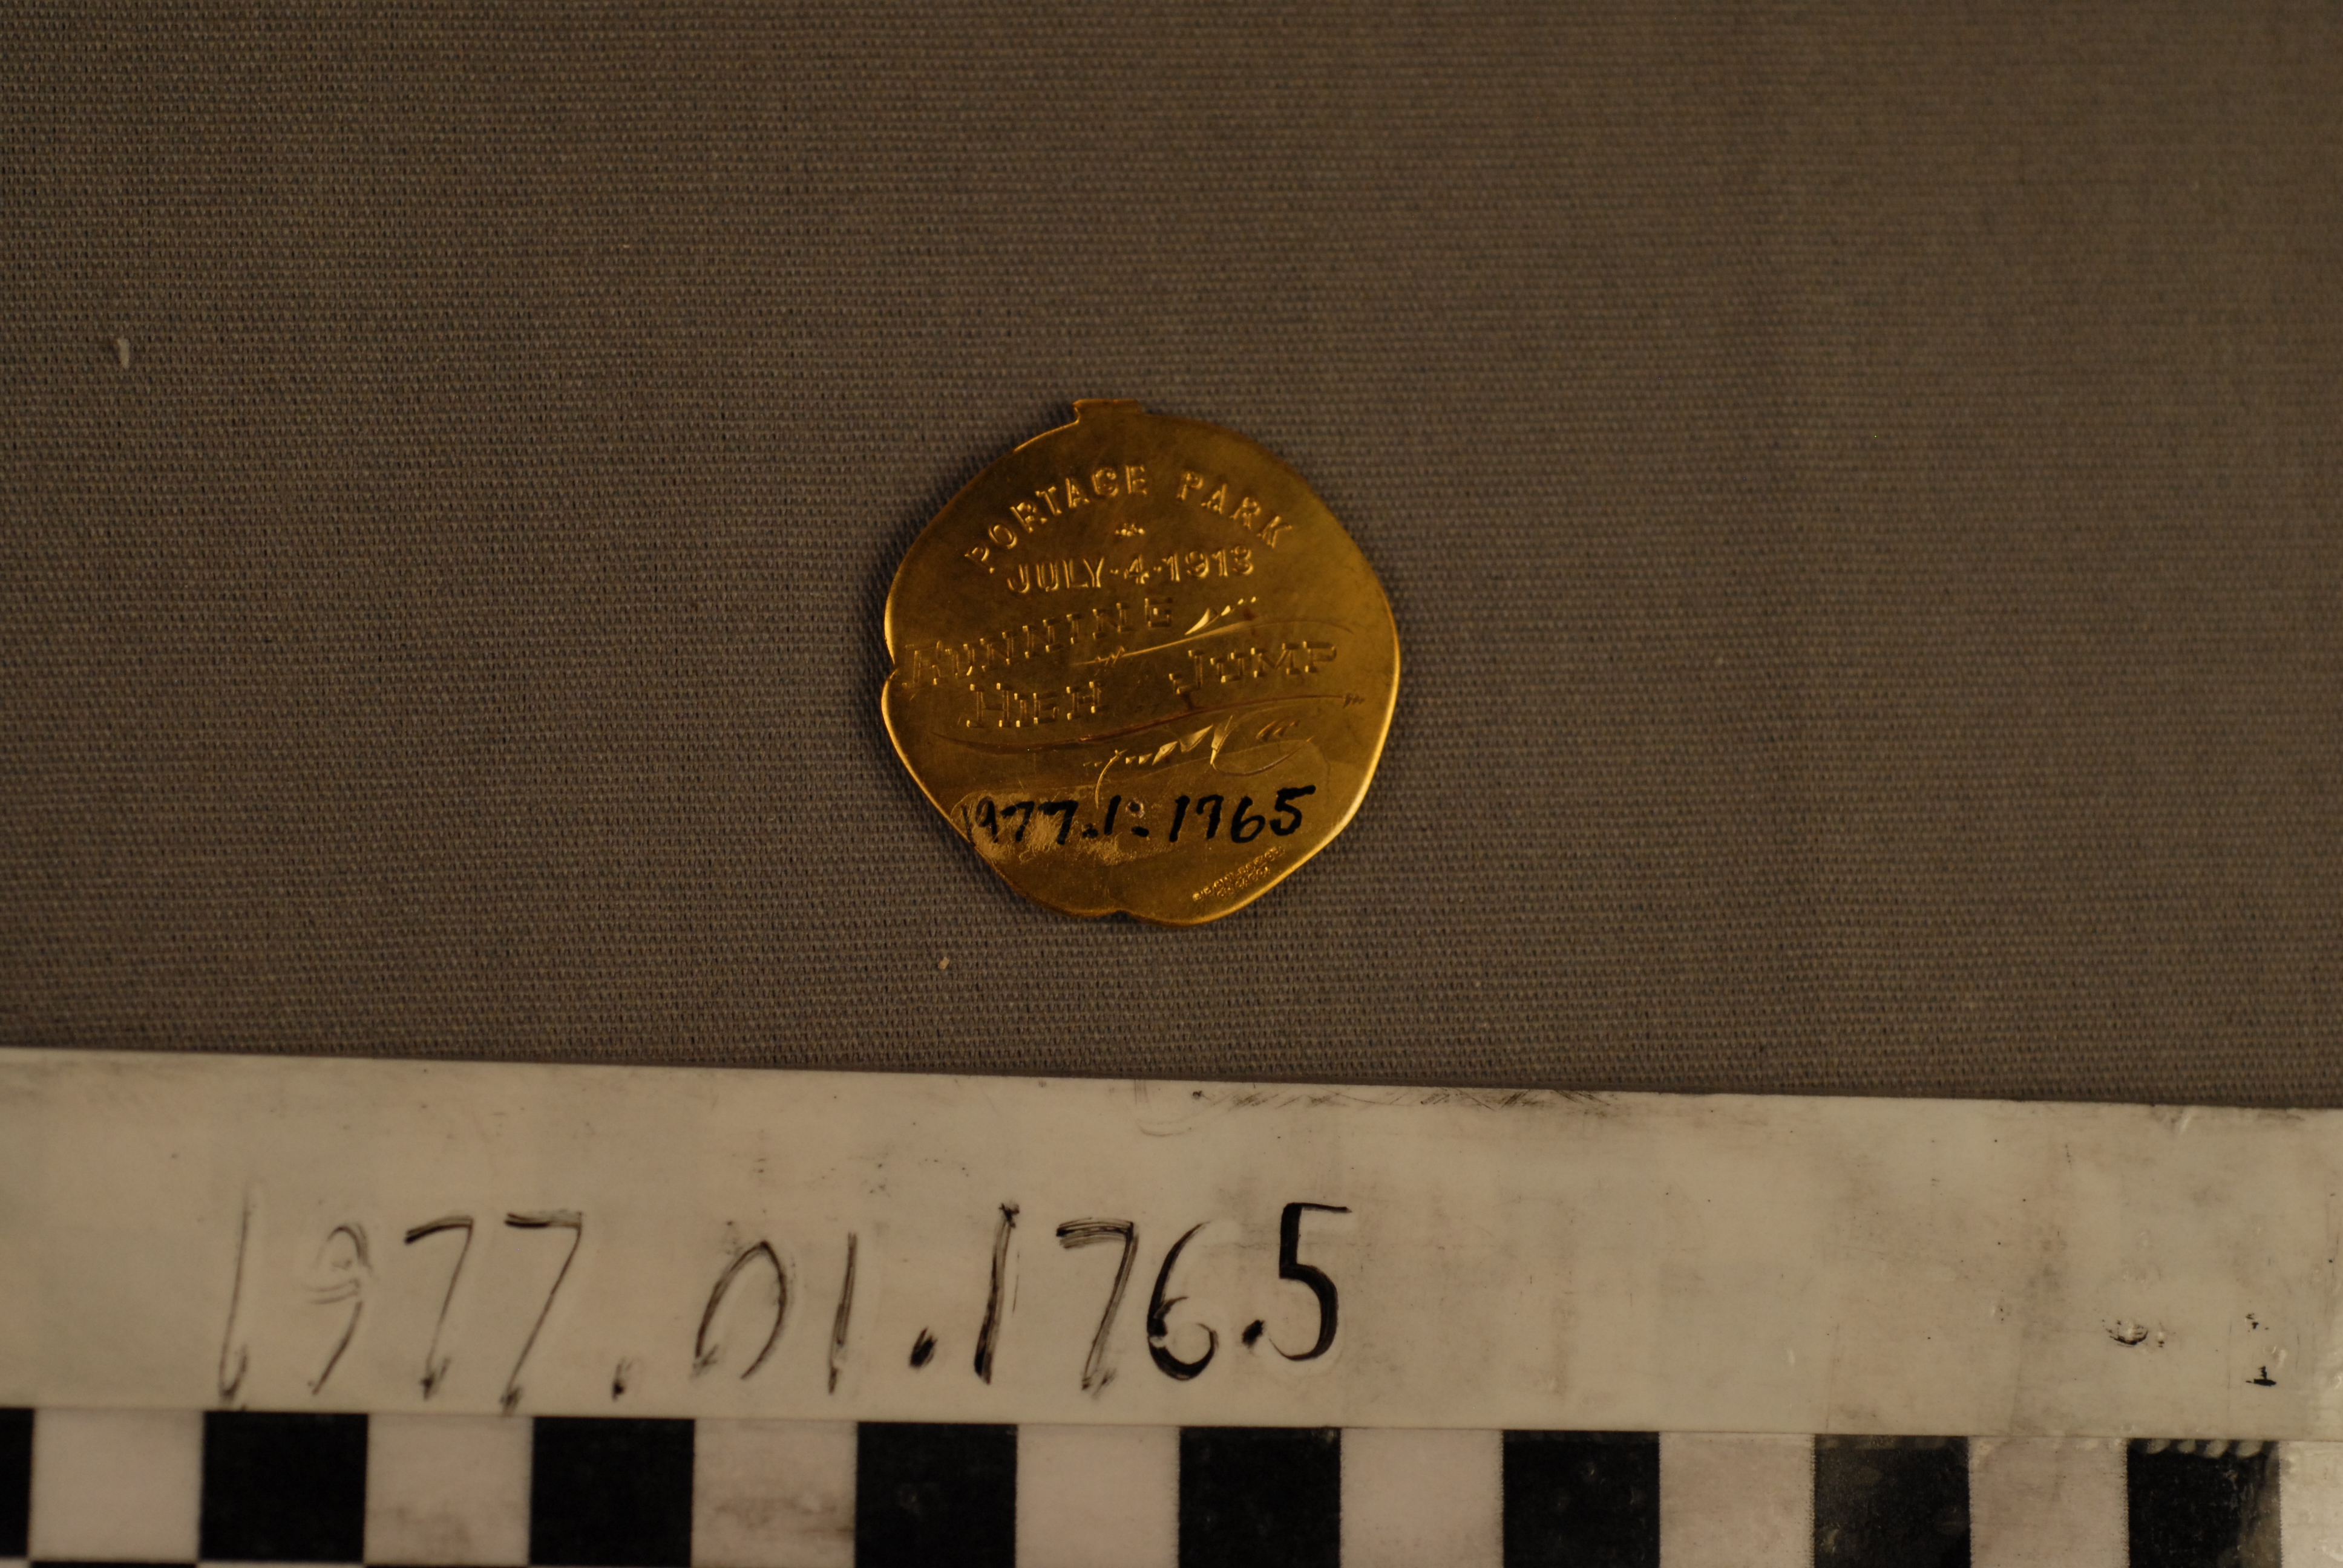 PORTAGE PARK
JULY-4-1913
RUNNING
HIGH JUMP
1977.1.1765
1977.01.1765